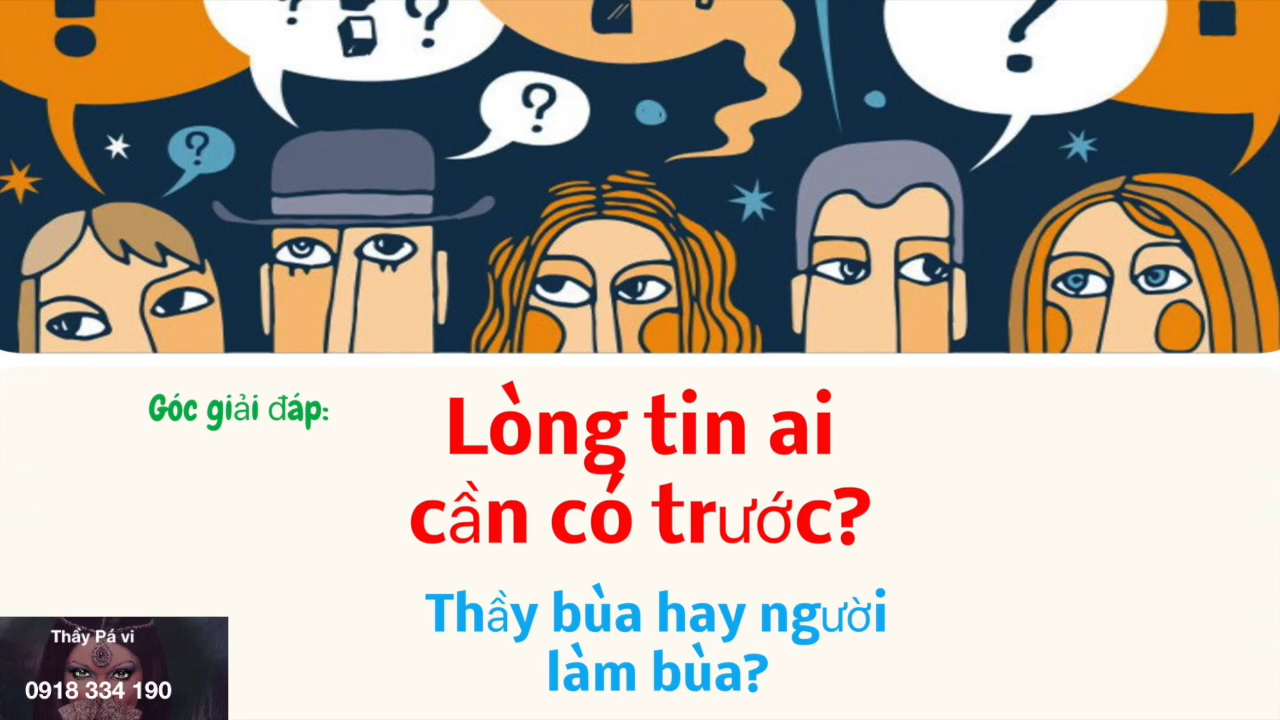 Góc giải đáp:
Lòng tin ai
cần có trước?
Thầy bùa hay người
làm bùa?
Thầy Pá vi
0918 334 190